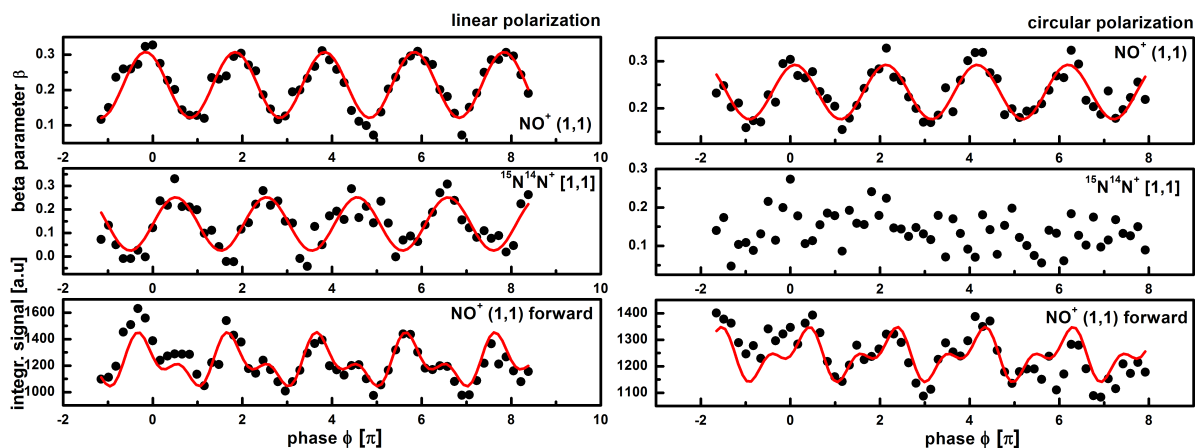 linear polarization
circular polarization
beta parameter β
integr. signal [a.u]
0.3
0.2
0.1
NO⁺ (1,1)
-2 0 2 4 6 8 10
0.3
0.2
0.1
0.0
¹⁵N¹⁴N⁺ [1,1]
-2 0 2 4 6 8 10
1600
1400
1200
1000
NO⁺ (1,1) forward
-2 0 2 4 6 8 10
phase ϕ [π]
0.3
0.2
0.1
NO⁺ (1,1)
-2 0 2 4 6 8
0.3
0.2
0.1
¹⁵N¹⁴N⁺ [1,1]
-2 0 2 4 6 8
1400
1300
1200
1100
NO⁺ (1,1) forward
-2 0 2 4 6 8
phase ϕ [π]